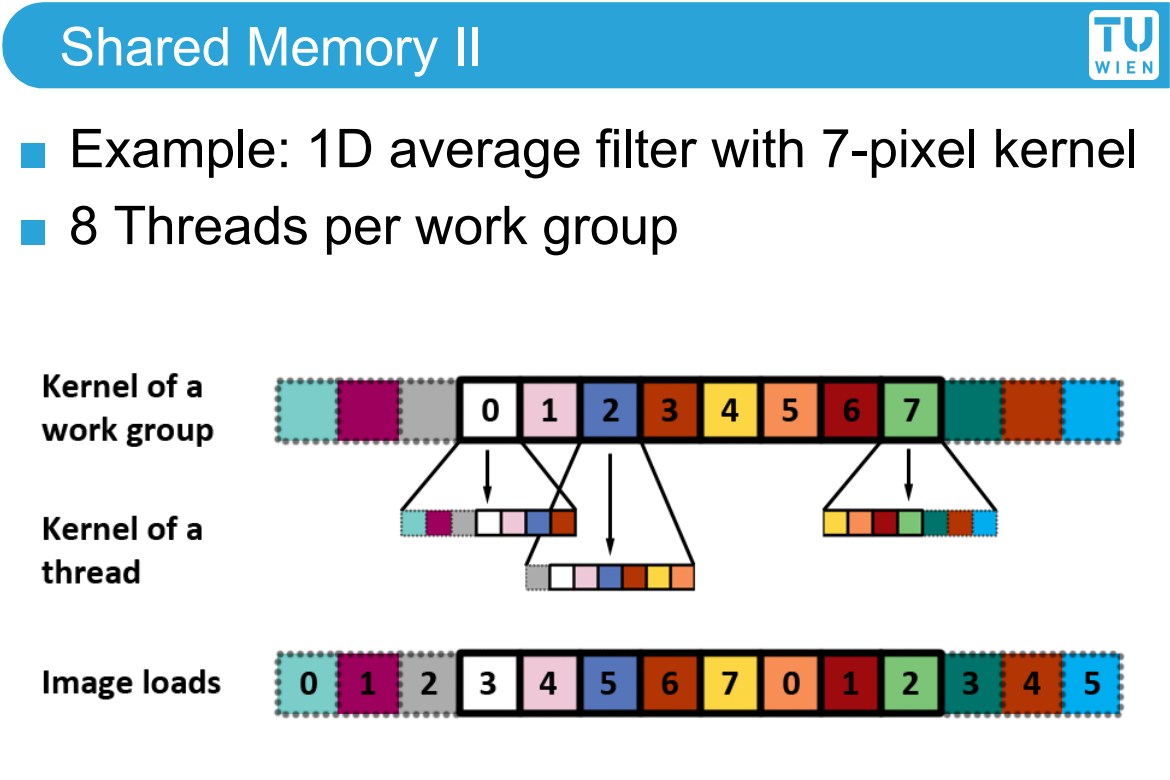 Shared Memory II
TU
WIEN
Example: 1D average filter with 7-pixel kernel
8 Threads per work group
Kernel of a
work group
0 1 2 3 4 5 6 7
Kernel of a
thread
Image loads
0 1 2 3 4 5 6 7 0 1 2 3 4 5